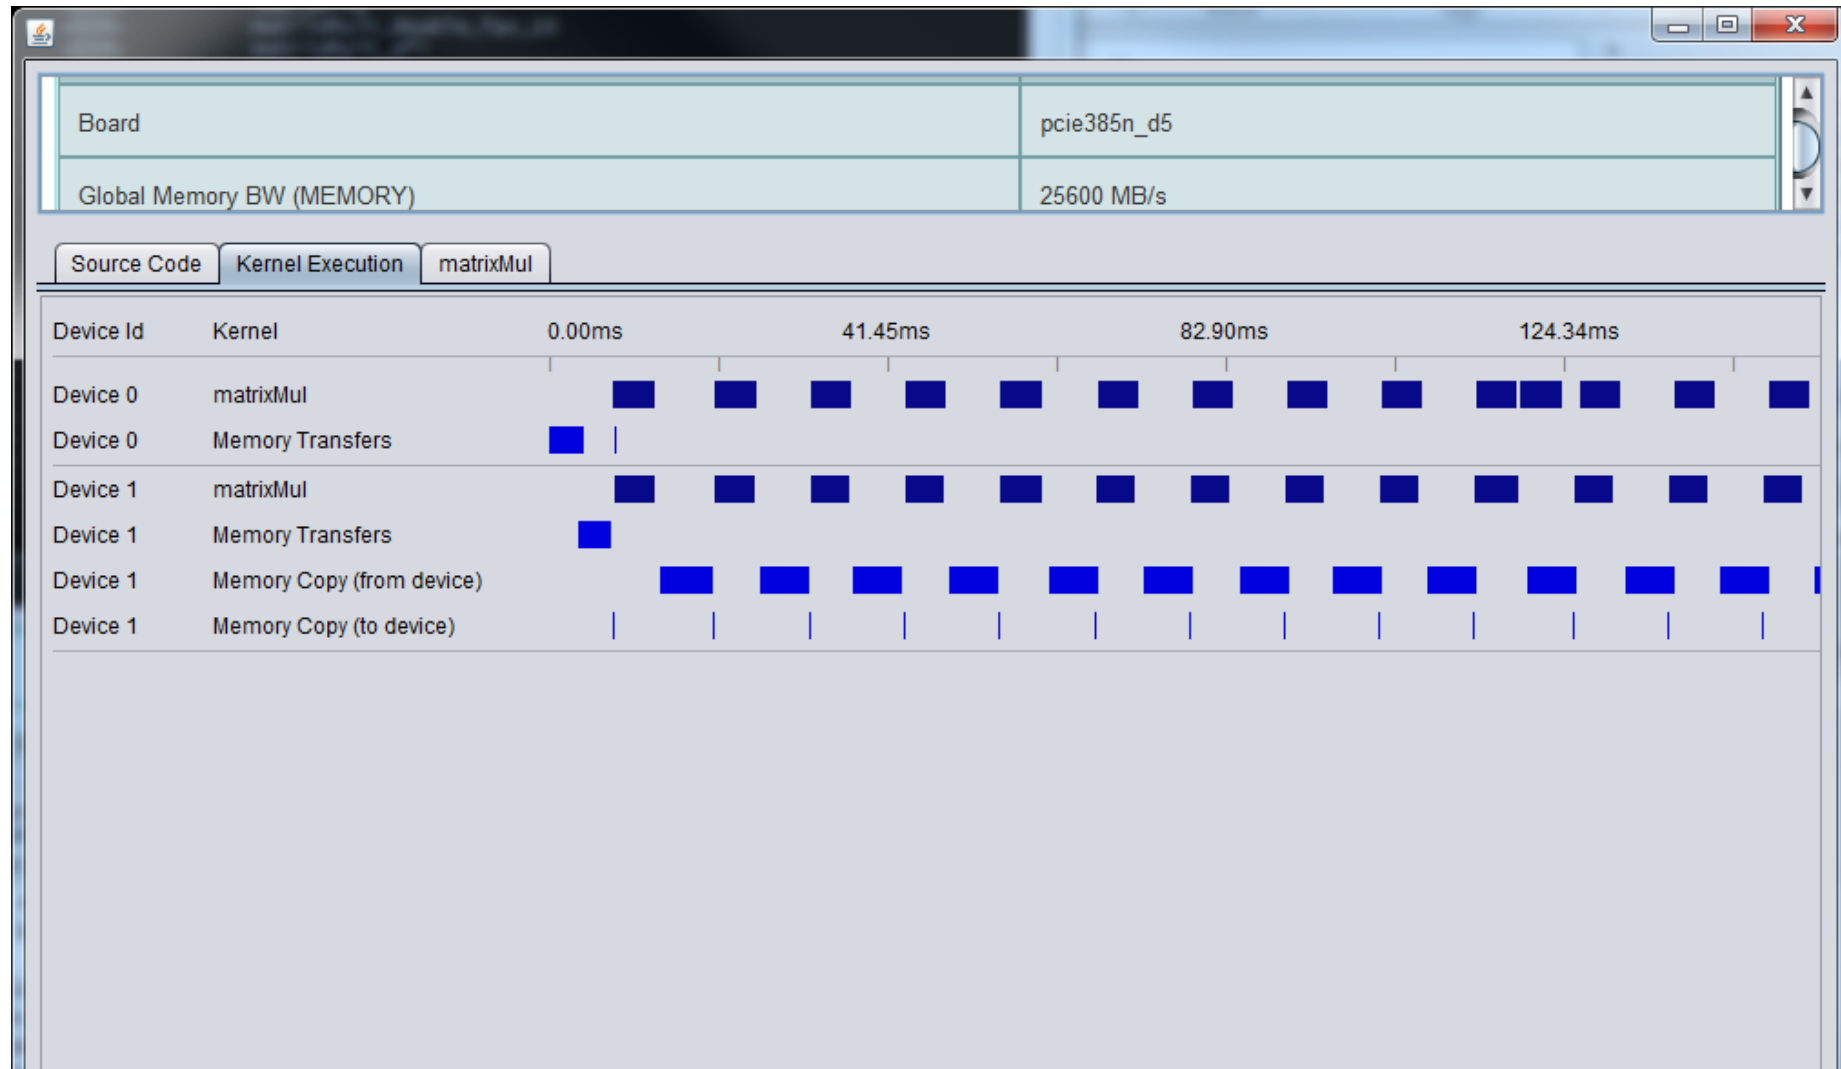 Board pcie385n_d5
Global Memory BW (MEMORY) 25600 MB/s
Source Code Kernel Execution matrixMul
Device Id Kernel 0.00ms 41.45ms 82.90ms 124.34ms
Device 0 matrixMul
Device 0 Memory Transfers
Device 1 matrixMul
Device 1 Memory Transfers
Device 1 Memory Copy (from device)
Device 1 Memory Copy (to device)